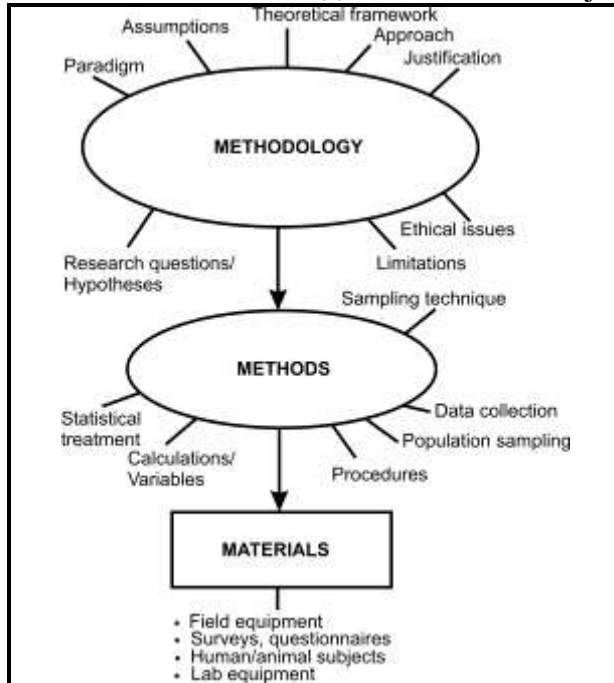 Theoretical framework
Assumptions
Approach
Justification
Paradigm
METHODOLOGY
Ethical issues
Research questions/
Hypotheses
Limitations
Sampling technique
METHODS
Data collection
Statistical
treatment
Population sampling
Calculations/
Variables
Procedures
MATERIALS
• Field equipment
• Surveys, questionnaires
• Human/animal subjects
• Lab equipment